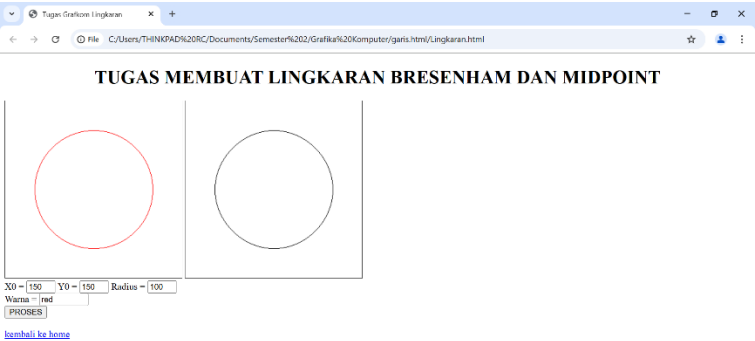 Tugas Grafkom Lingkaran
File C:/Users/THINKPAD%20RC/Documents/Semester%202/Grafika%20Komputer/garis.html/Lingkaran.html
TUGAS MEMBUAT LINGKARAN BRESENHAM DAN MIDPOINT
X0 = 150 Y0 = 150 Radius = 100
Warna = red
PROSES
kembali ke home